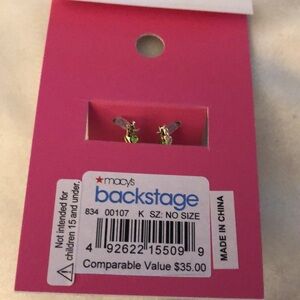 ★macy's
backstage
834 00107 K SZ: NO SIZE
4 92622 15509 9
Comparable Value $35.00
Not intended for
children 15 and under.
MADE IN CHINA